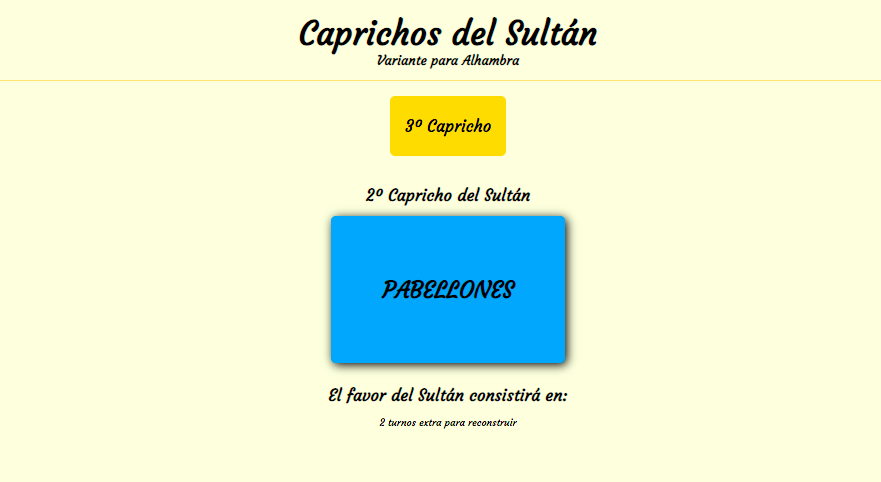 Caprichos del Sultán
Variante para Alhambra
3º Capricho
2º Capricho del Sultán
PABELLONES
El favor del Sultán consistirá en:
2 turnos extra para reconstruir